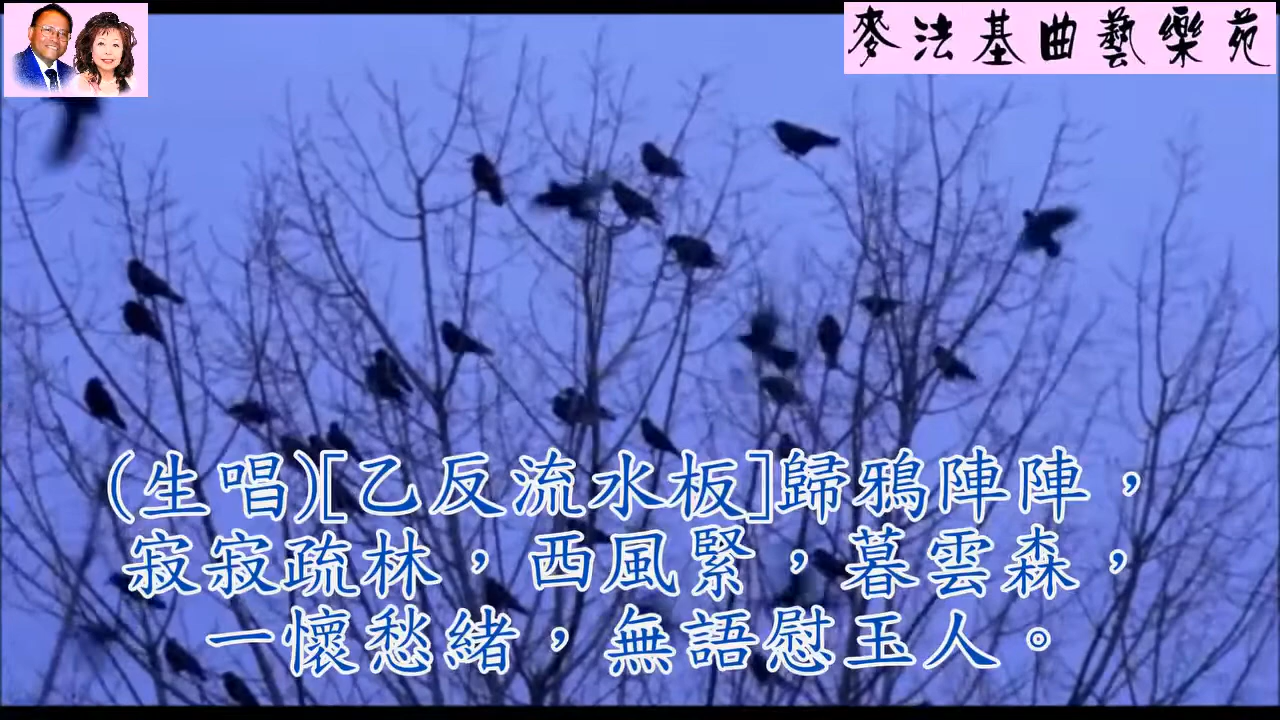 麥法基曲藝樂苑
(生唱)[乙反流水板]歸鴉陣陣，
寂寂疏林，西風緊，暮雲森，
一懷愁緒，無語慰玉人。